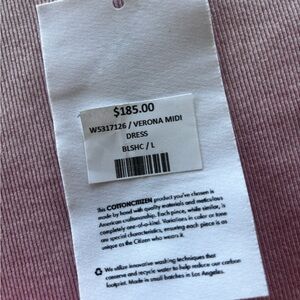 $185.00
W5317126 / VERONA MIDI
DRESS
BLSHC / L
This COTTONCITIZEN product you've chosen is
made by hand with quality materials and meticulous
American craftsmanship. Each piece, while similar, is
completely one-of-a-kind. Variations in color or tone
are special characteristics, ensuring each piece is as
unique as the Citizen who wears it.
We utilize innovative washing techniques that
conserve and recycle water to help reduce our carbon
footprint. Made in small batches in Los Angeles.